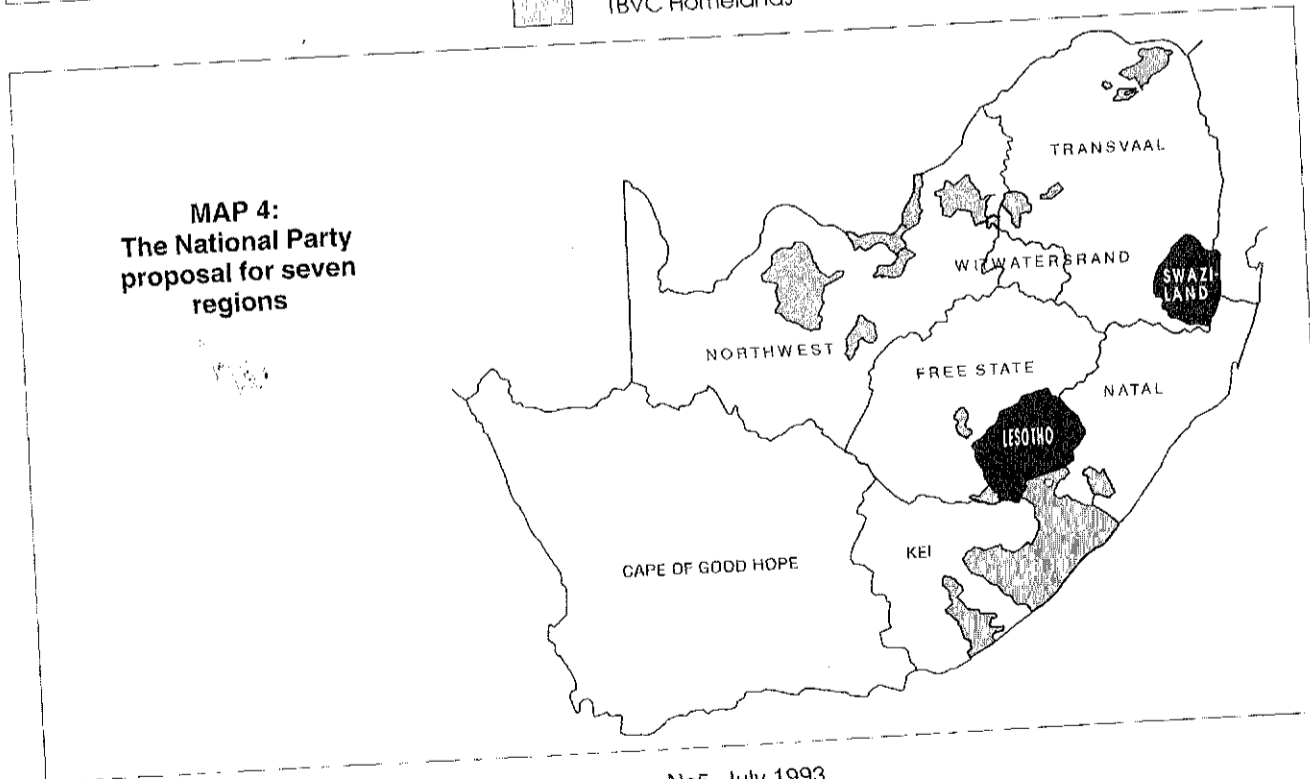 TBVC Homelands
MAP 4:
The National Party
proposal for seven
regions
TRANSVAAL
WITWATERSRAND
SWAZI-
LAND
NORTHWEST
FREE STATE
NATAL
LESOTHO
KEI
CAPE OF GOOD HOPE
No5, July 1993